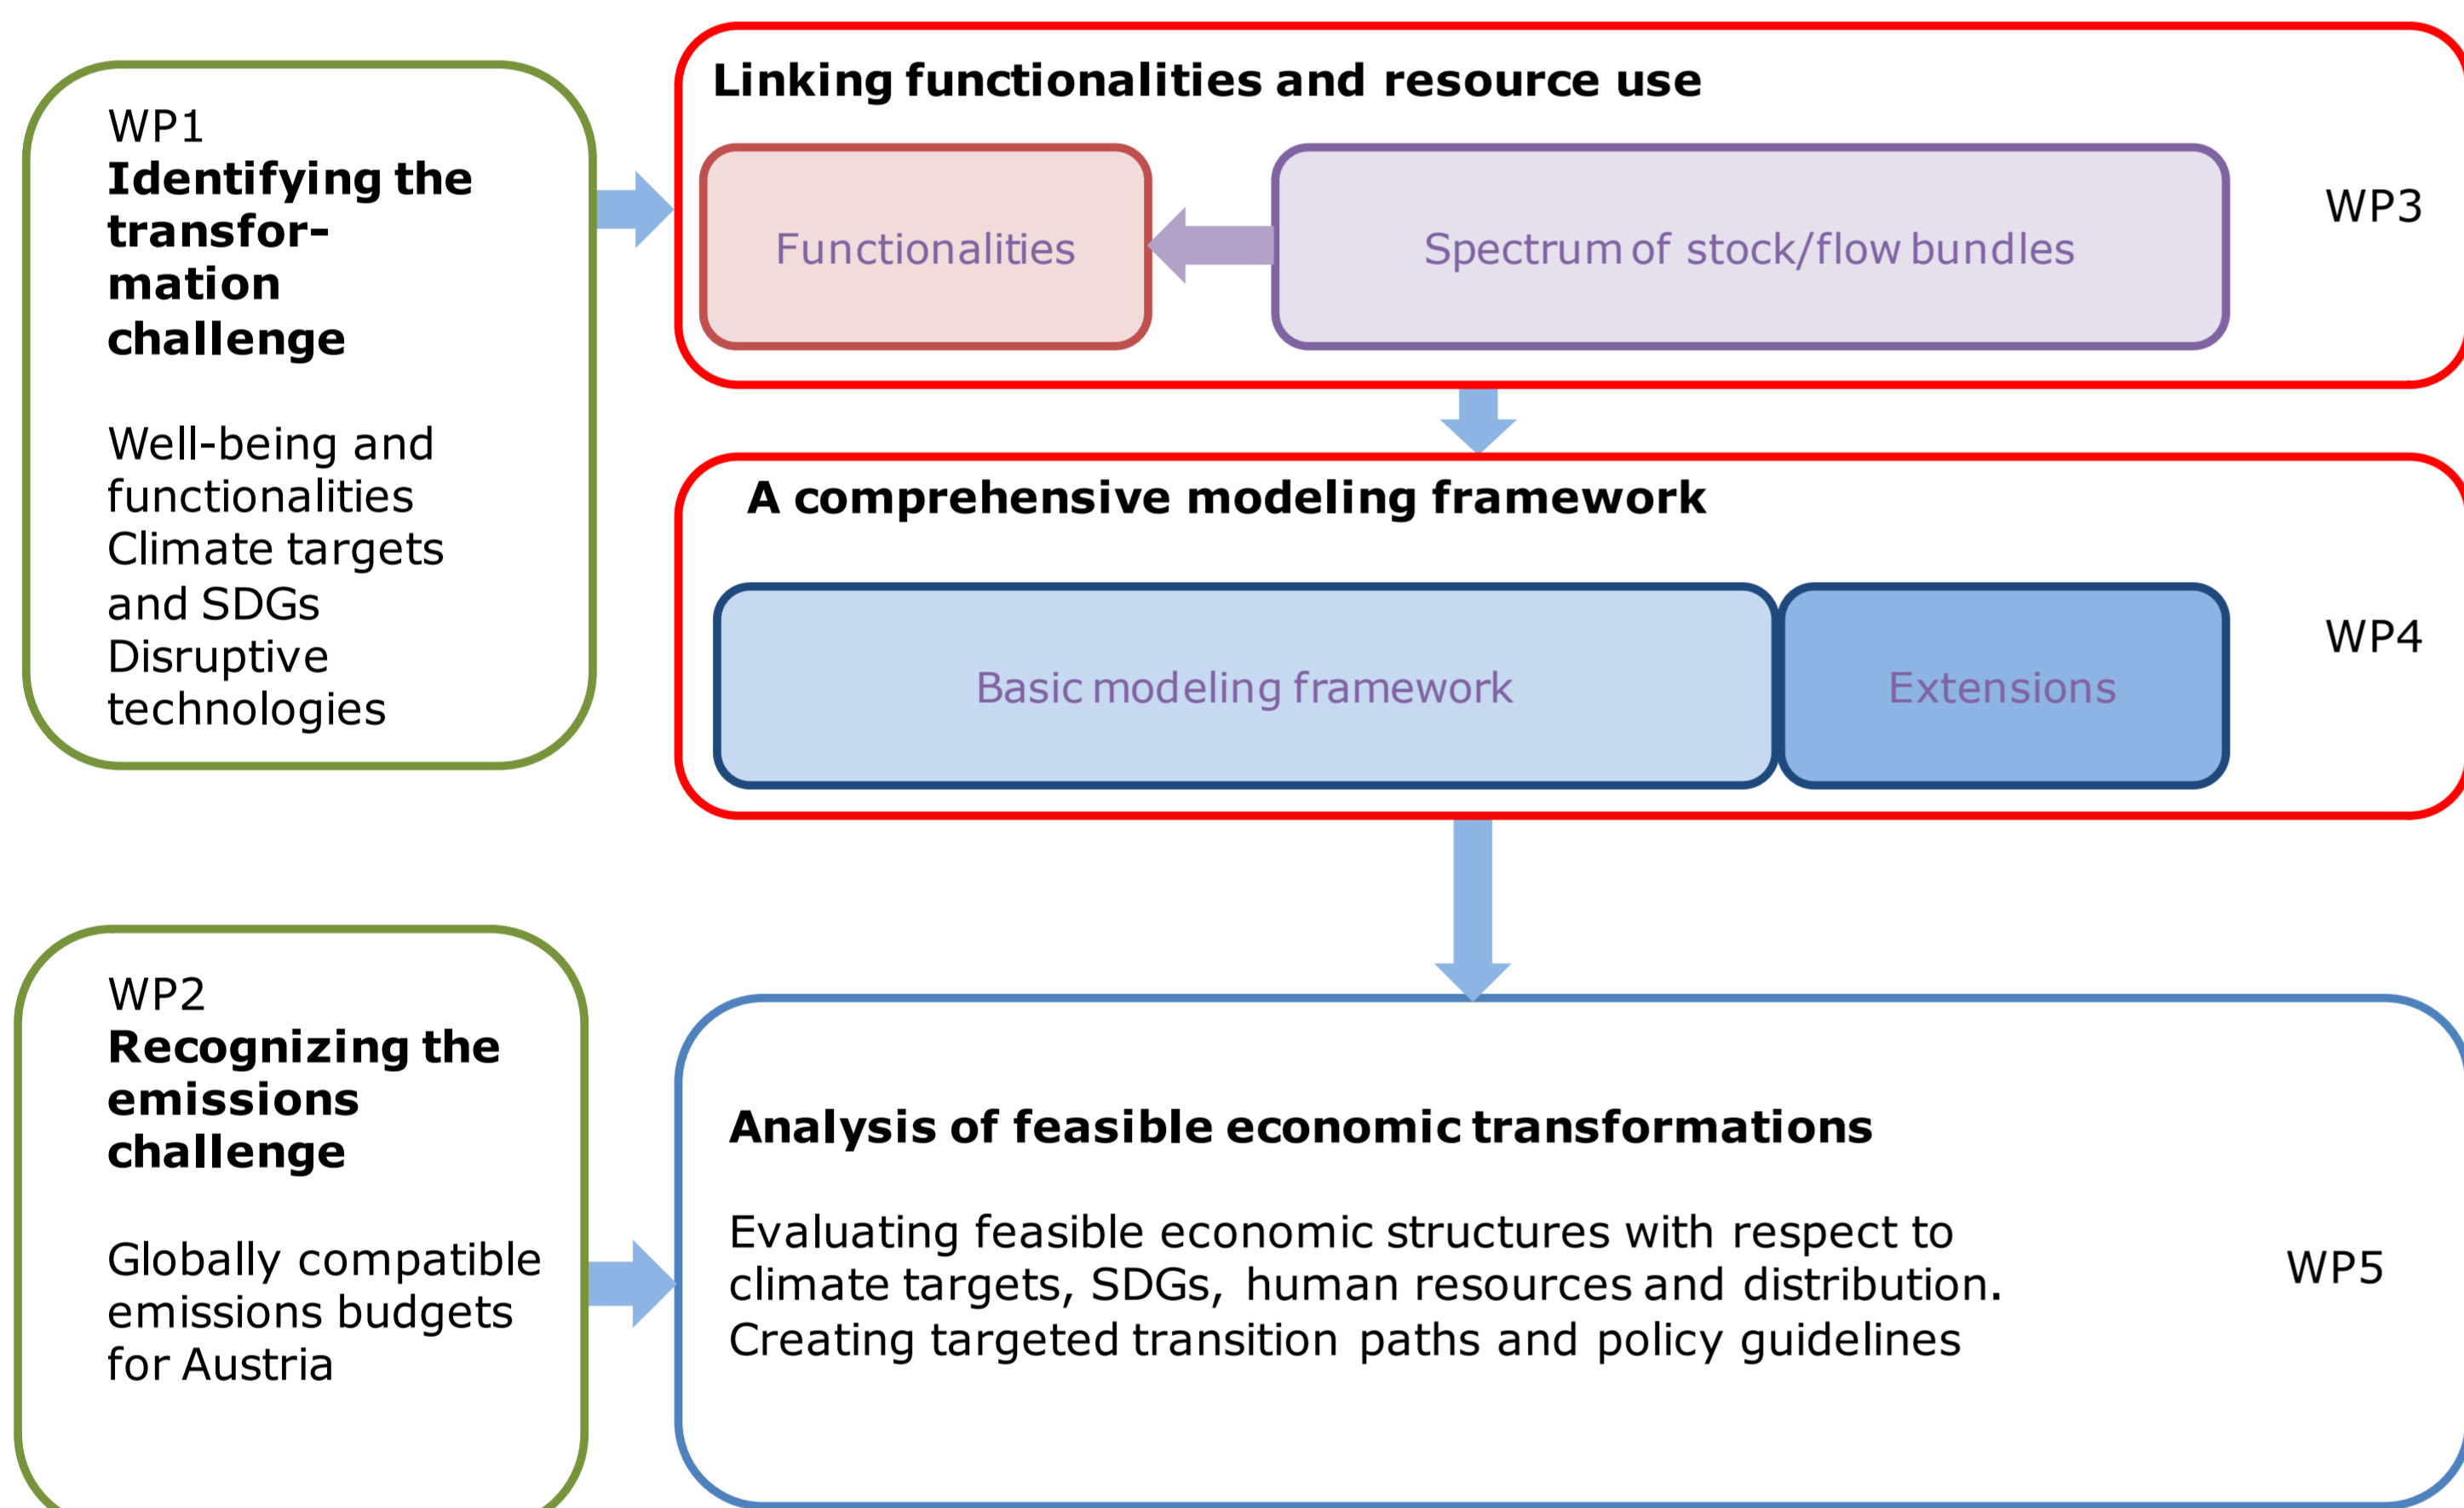 WP1
Identifying the
transfor-
mation
challenge
Well-being and
functionalities
Climate targets
and SDGs
Disruptive
technologies
Linking functionalities and resource use
Functionalities
Spectrum of stock/flow bundles
WP3
A comprehensive modeling framework
Basic modeling framework
Extensions
WP4
WP2
Recognizing the
emissions
challenge
Globally compatible
emissions budgets
for Austria
Analysis of feasible economic transformations
Evaluating feasible economic structures with respect to
climate targets, SDGs, human resources and distribution.
Creating targeted transition paths and policy guidelines
WP5